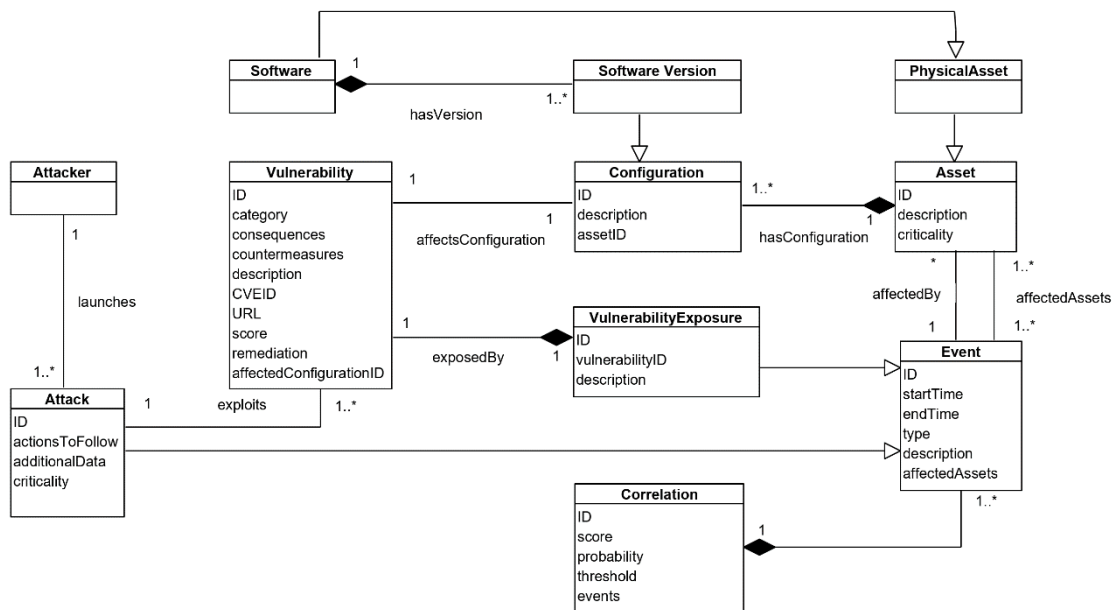 Software
1
hasVersion
1..*
Software Version
PhysicalAsset
Attacker
1
launches
1..*
Vulnerability
ID
category
consequences
countermeasures
description
CVEID
URL
score
remediation
affectedConfigurationID
1
affectsConfiguration
1
Configuration
ID
description
assetID
1..*
hasConfiguration
1
Asset
ID
description
criticality
*
affectedBy
1
1..*
affectedAssets
1..*
1
exposedBy
1
VulnerabilityExposure
ID
vulnerabilityID
description
Event
ID
startTime
endTime
type
description
affectedAssets
1..*
Attack
ID
actionsToFollow
additionalData
criticality
1
exploits
1..*
Correlation
ID
score
probability
threshold
events
1